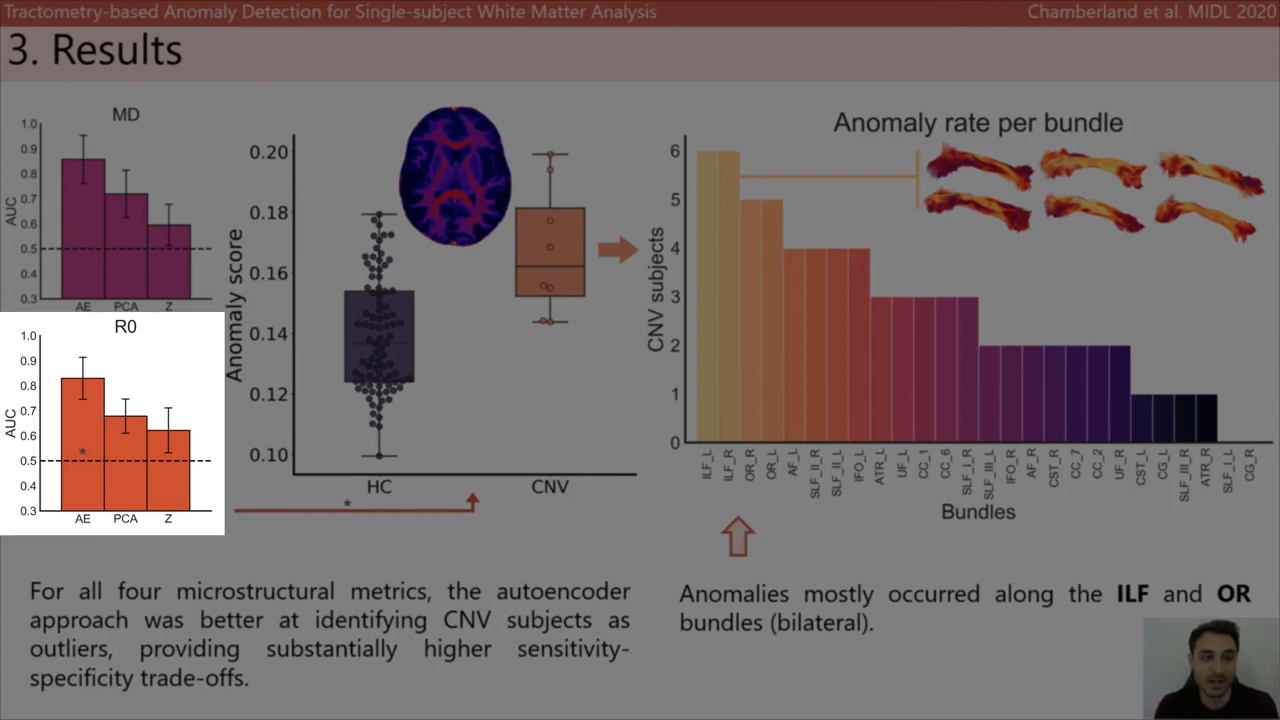 Tractometry-based Anomaly Detection for Single-subject White Matter Analysis
Chamberland et al. MIDL 2020
3. Results
MD
1.0
0.9
0.8
0.7
0.6
0.5
0.4
0.3
AUC
AE PCA Z
R0
1.0
0.9
0.8
0.7
0.6
0.5
0.4
0.3
AUC
*
AE PCA Z
0.20
0.18
0.16
0.14
0.12
0.10
Anomaly score
HC CNV
*
Anomaly rate per bundle
6
5
4
3
2
1
0
CNV subjects
ILF_L ILF_R OR_R OR_L AF_L SLF_II_R SLF_II_L IFO_L ATR_L UF_L CC_1 CC_6 SLF_I_R SLF_III_L IFO_R AF_R CST_R CC_7 CC_2 UF_R CST_L CG_L SLF_III_R ATR_R SLF_I_L CG_R
Bundles
For all four microstructural metrics, the autoencoder
approach was better at identifying CNV subjects as
outliers, providing substantially higher sensitivity-
specificity trade-offs.
Anomalies mostly occurred along the ILF and OR
bundles (bilateral).